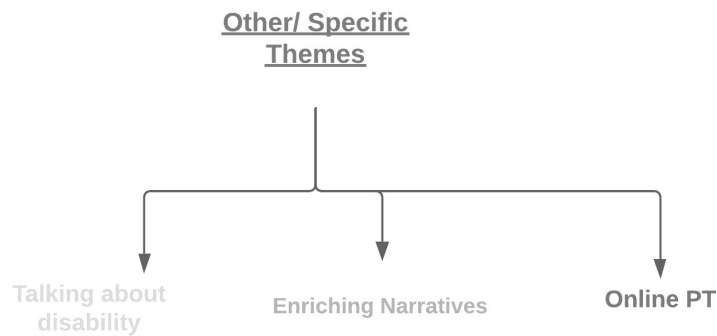 Other/ Specific
Themes
Talking about
disability
Enriching Narratives
Online PT